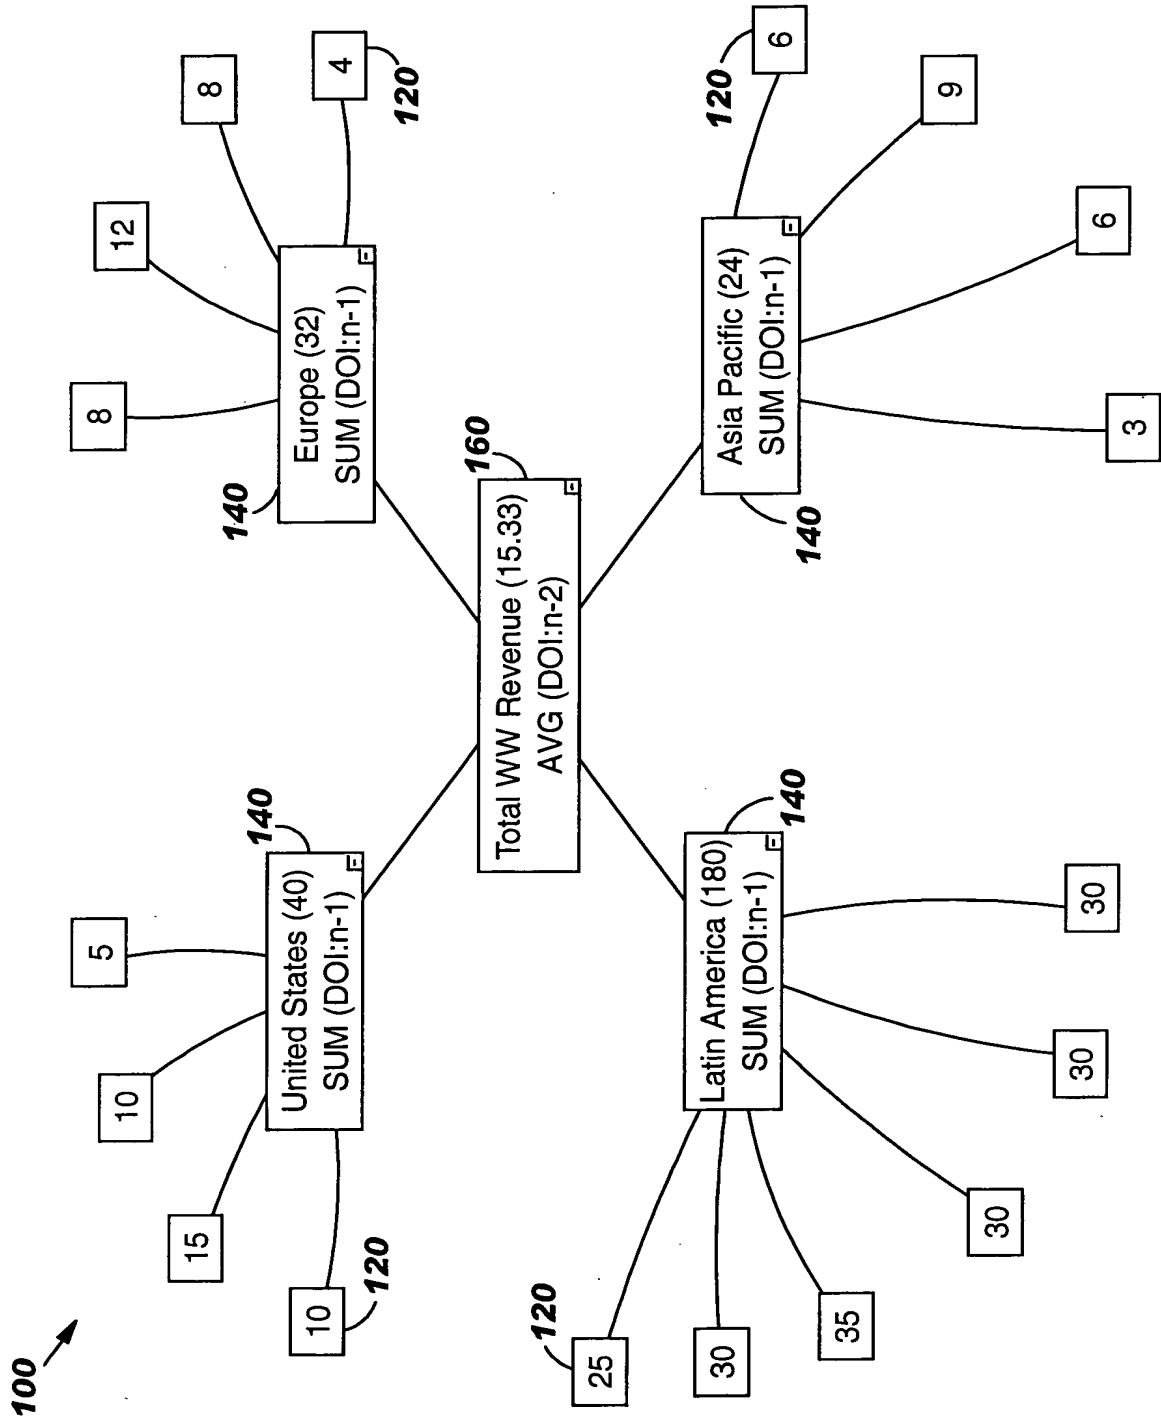 100
5
8
10
12
15
8
140
140
United States (40)
SUM (DOI:n-1)
Europe (32)
SUM (DOI:n-1)
10
4
120
120
160
Total WW Revenue (15.33)
AVG (DOI:n-2)
120
25
120
6
140
140
Latin America (180)
SUM (DOI:n-1)
Asia Pacific (24)
SUM (DOI:n-1)
30
35
9
30
30
30
6
3